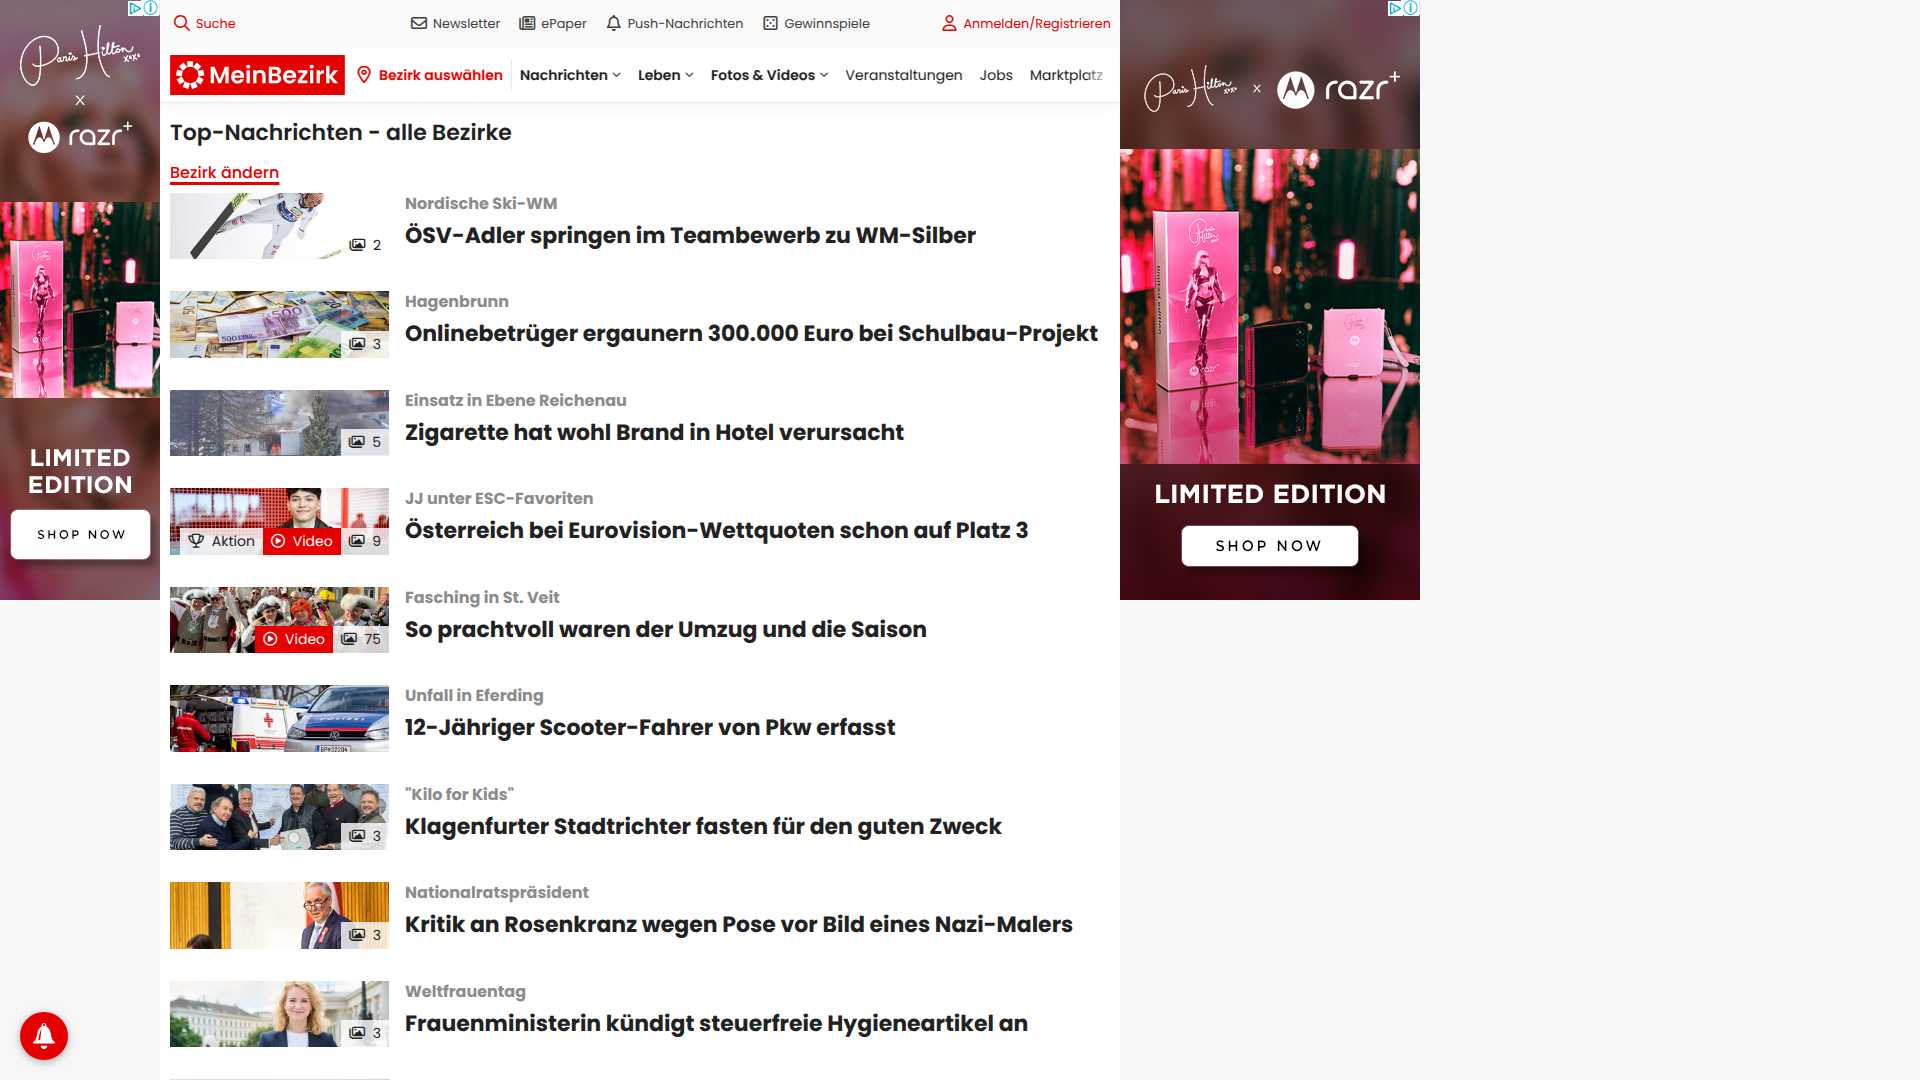 Suche
Newsletter
ePaper
Push-Nachrichten
Gewinnspiele
Anmelden/Registrieren
MeinBezirk
Bezirk auswählen
Nachrichten
Leben
Fotos & Videos
Veranstaltungen
Jobs
Marktplatz
Paris Hilton
xoxo
X
razr+
LIMITED
EDITION
SHOP NOW
Top-Nachrichten - alle Bezirke
Bezirk ändern
Nordische Ski-WM
ÖSV-Adler springen im Teambewerb zu WM-Silber
2
Hagenbrunn
Onlinebetrüger ergaunern 300.000 Euro bei Schulbau-Projekt
3
Einsatz in Ebene Reichenau
Zigarette hat wohl Brand in Hotel verursacht
5
JJ unter ESC-Favoriten
Österreich bei Eurovision-Wettquoten schon auf Platz 3
Aktion
Video
9
Fasching in St. Veit
So prachtvoll waren der Umzug und die Saison
Video
75
Unfall in Eferding
12-Jähriger Scooter-Fahrer von Pkw erfasst
"Kilo for Kids"
Klagenfurter Stadtrichter fasten für den guten Zweck
3
Nationalratspräsident
Kritik an Rosenkranz wegen Pose vor Bild eines Nazi-Malers
3
Weltfrauentag
Frauenministerin kündigt steuerfreie Hygieneartikel an
3
Paris Hilton
xoxo
X
razr+
LIMITED EDITION
SHOP NOW